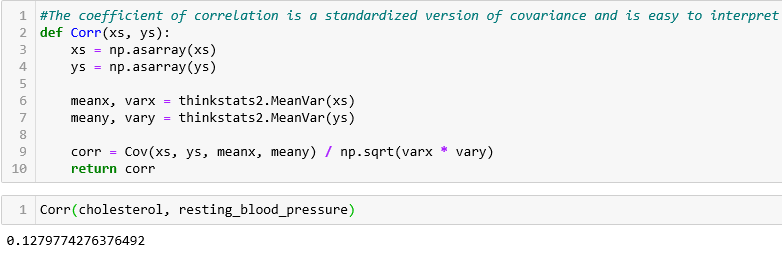 1 #The coefficient of correlation is a standardized version of covariance and is easy to interpret
2 def Corr(xs, ys):
3     xs = np.asarray(xs)
4     ys = np.asarray(ys)
5
6     meanx, varx = thinkstats2.MeanVar(xs)
7     meany, vary = thinkstats2.MeanVar(ys)
8
9     corr = Cov(xs, ys, meanx, meany) / np.sqrt(varx * vary)
10     return corr
1 Corr(cholesterol, resting_blood_pressure)
0.1279774276376492